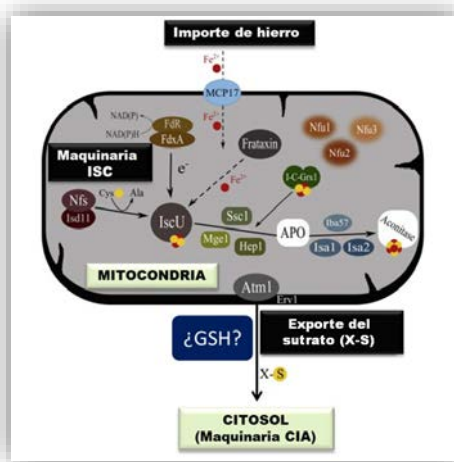 Importe de hierro
Fe2+
MCP17
Fe2+
NAD(P)
NAD(P)H
FdR
FdxA
Frataxin
Nfu1
Nfu3
Nfu2
Maquinaria
ISC
e-
Fe2+
1-C-Grx1
Cys
Ala
Nfs
Isd11
IscU
Ssc1
Mge1
Hep1
APO
Iba57
Isa1
Isa2
Aconitase
MITOCONDRIA
Atm1
Erv1
¿GSH?
Exporte del
sutrato (X-S)
X-S
CITOSOL
(Maquinaria CIA)